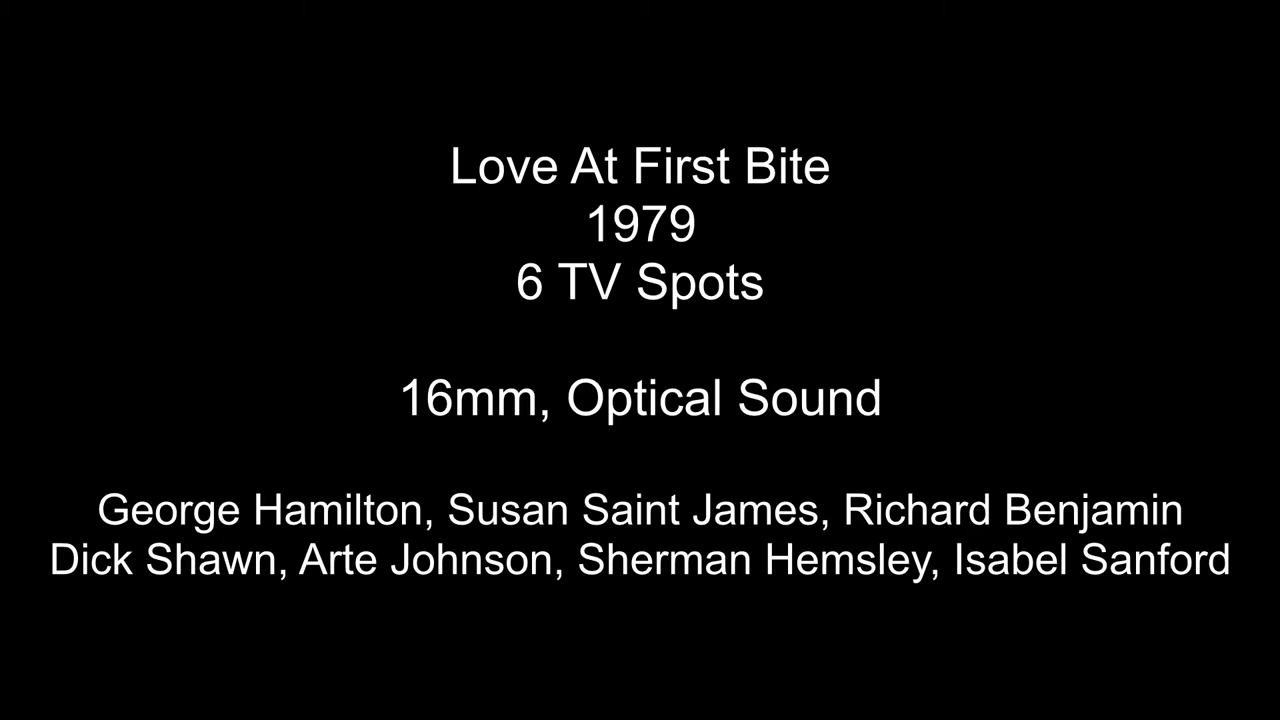 Love At First Bite
1979
6 TV Spots
16mm, Optical Sound
George Hamilton, Susan Saint James, Richard Benjamin
Dick Shawn, Arte Johnson, Sherman Hemsley, Isabel Sanford